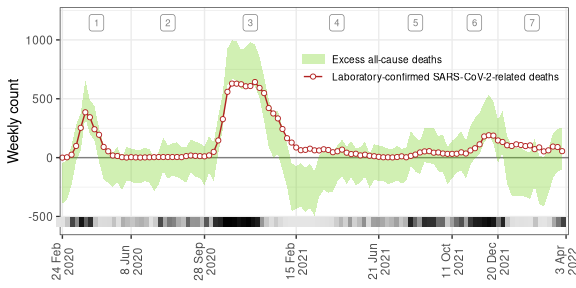 1 2 3 4 5 6 7
1000
500
0
-500
Weekly count
Excess all-cause deaths
Laboratory-confirmed SARS-CoV-2-related deaths
24 Feb 2020
8 Jun 2020
28 Sep 2020
15 Feb 2021
21 Jun 2021
11 Oct 2021
20 Dec 2021
3 Apr 2022